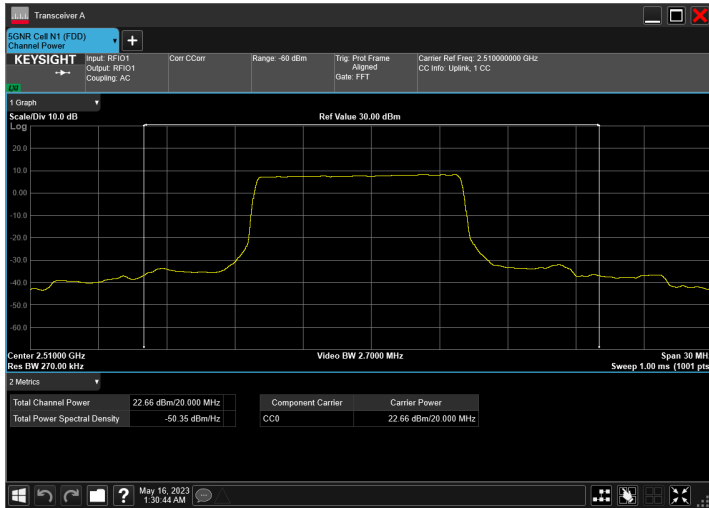 Transceiver A
5GNR Cell N1 (FDD)
Channel Power
KEYSIGHT
Input: RFIO1
Output: RFIO1
Coupling: AC
Corr CCorr
Range: -60 dBm
Trig: Prot Frame
Aligned
Gate: FFT
Carrier Ref Freq: 2.510000000 GHz
CC Info: Uplink, 1 CC
LXI
1 Graph
Scale/Div 10.0 dB
Ref Value 30.00 dBm
Log
20.0
10.0
0.00
-10.0
-20.0
-30.0
-40.0
-50.0
-60.0
Center 2.51000 GHz
Video BW 2.7000 MHz
Span 30 MH
Res BW 270.00 kHz
Sweep 1.00 ms (1001 pts
2 Metrics
Total Channel Power 22.66 dBm/20.000 MHz
Total Power Spectral Density -50.35 dBm/Hz
Component Carrier Carrier Power
CC0 22.66 dBm/20.000 MHz
May 16, 2023
1:30:44 AM